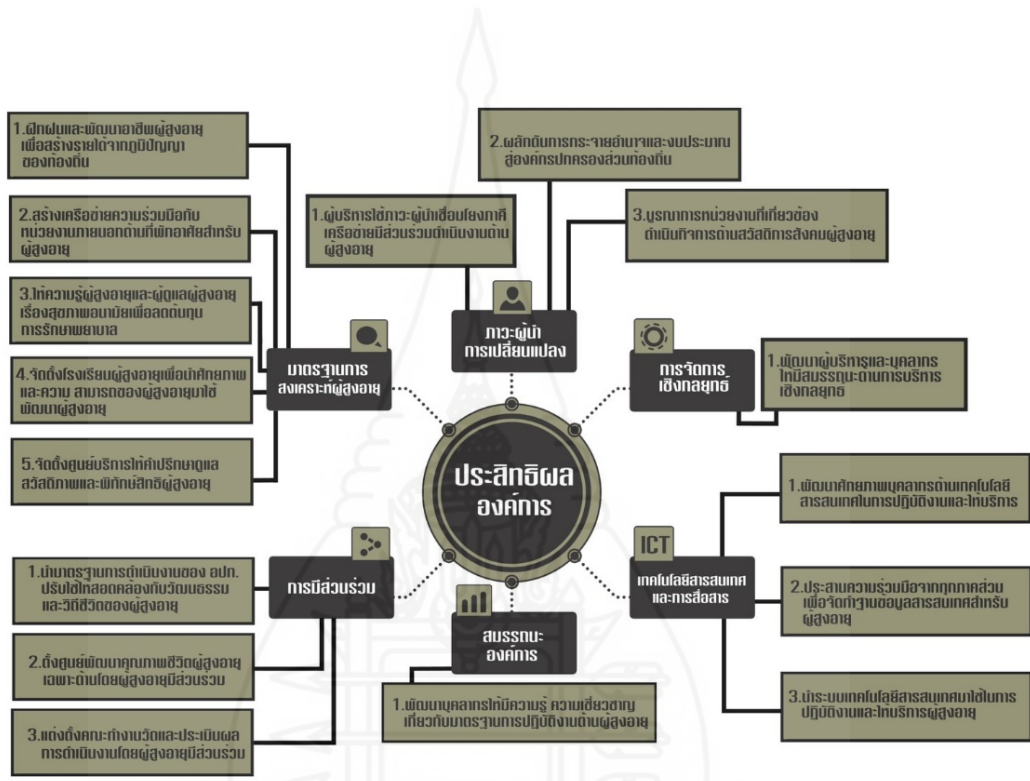 1.ฝึกฝนและพัฒนาอาชีพผู้สูงอายุ
เพื่อสร้างรายได้จากภูมิปัญญา
ของท้องถิ่น
2.สร้างเครือข่ายความร่วมมือกับ
หน่วยงานภายนอกด้านที่พักอาศัยสำหรับ
ผู้สูงอายุ
3.ให้ความรู้ผู้สูงอายุและผู้ดูแลผู้สูงอายุ
เรื่องสุขภาพอนามัยเพื่อลดต้นทุน
การรักษาพยาบาล
4.จัดตั้งโรงเรียนผู้สูงอายุเพื่อนำศักยภาพ
และความ สามารถของผู้สูงอายุมาใช้
พัฒนาผู้สูงอายุ
5.จัดตั้งศูนย์บริการให้คำปรึกษาดูแล
สวัสดิภาพและพิทักษ์สิทธิผู้สูงอายุ
มาตรฐานการ
สงเคราะห์ผู้สูงอายุ
1.ผู้บริหารใช้ภาวะผู้นำเชื่อมโยงภาคี
เครือข่ายมีส่วนร่วมดำเนินงานด้าน
ผู้สูงอายุ
2.ผลักดันการกระจายอำนาจและงบประมาณ
สู่องค์กรปกครองส่วนท้องถิ่น
3.บูรณาการหน่วยงานที่เกี่ยวข้อง
ดำเนินกิจการด้านสวัสดิการสังคมผู้สูงอายุ
ภาวะผู้นำ
การเปลี่ยนแปลง
การจัดการ
เชิงกลยุทธ์
1.พัฒนาผู้บริหารและบุคลากร
ให้มีสมรรถนะด้านการบริหาร
เชิงกลยุทธ์
ประสิทธิผล
องค์การ
ICT
เทคโนโลยีสารสนเทศ
และการสื่อสาร
1.พัฒนาศักยภาพบุคลากรด้านเทคโนโลยี
สารสนเทศในการปฏิบัติงานและให้บริการ
2.ประสานความร่วมมือจากทุกภาคส่วน
เพื่อจัดทำฐานข้อมูลสารสนเทศสำหรับ
ผู้สูงอายุ
3.นำระบบเทคโนโลยีสารสนเทศมาใช้ในการ
ปฏิบัติงานและให้บริการผู้สูงอายุ
การมีส่วนร่วม
1.นำมาตรฐานการดำเนินงานของ อปท.
ปรับใช้ให้สอดคล้องกับวัฒนธรรม
และวิถีชีวิตของผู้สูงอายุ
2.ตั้งศูนย์พัฒนาคุณภาพชีวิตผู้สูงอายุ
เฉพาะด้านโดยผู้สูงอายุมีส่วนร่วม
3.แต่งตั้งคณะทำงานวัดและประเมินผล
การดำเนินงานโดยผู้สูงอายุมีส่วนร่วม
สมรรถนะ
องค์การ
1.พัฒนาบุคลากรให้มีความรู้ ความเชี่ยวชาญ
เกี่ยวกับมาตรฐานการปฏิบัติงานด้านผู้สูงอายุ